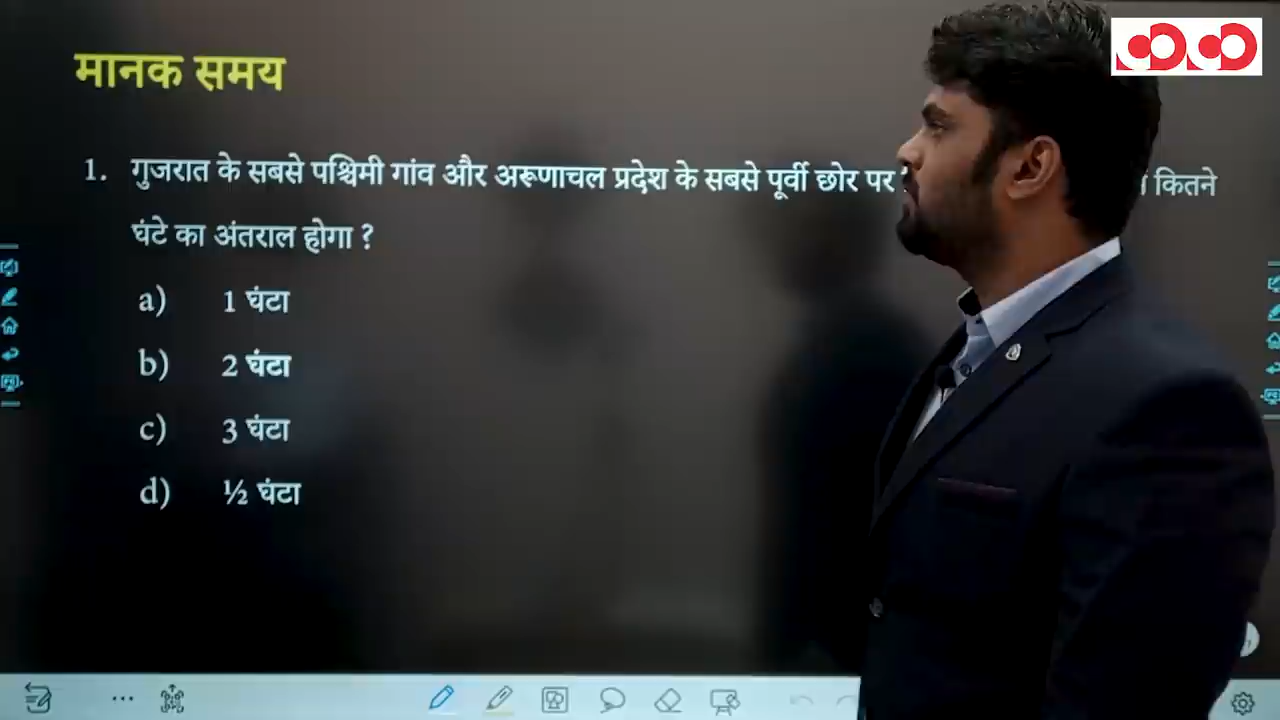 मानक समय
1. गुजरात के सबसे पश्चिमी गांव और अरूणाचल प्रदेश के सबसे पूर्वी छोर पर कितने
घंटे का अंतराल होगा ?
a) 1 घंटा
b) 2 घंटा
c) 3 घंटा
d) ½ घंटा